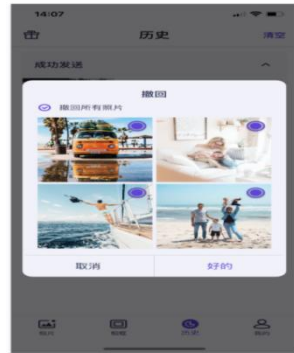 14:07
历史
清空
成功发送
撤回
撤回所有照片
取消
好的
相片
相框
历史
我的